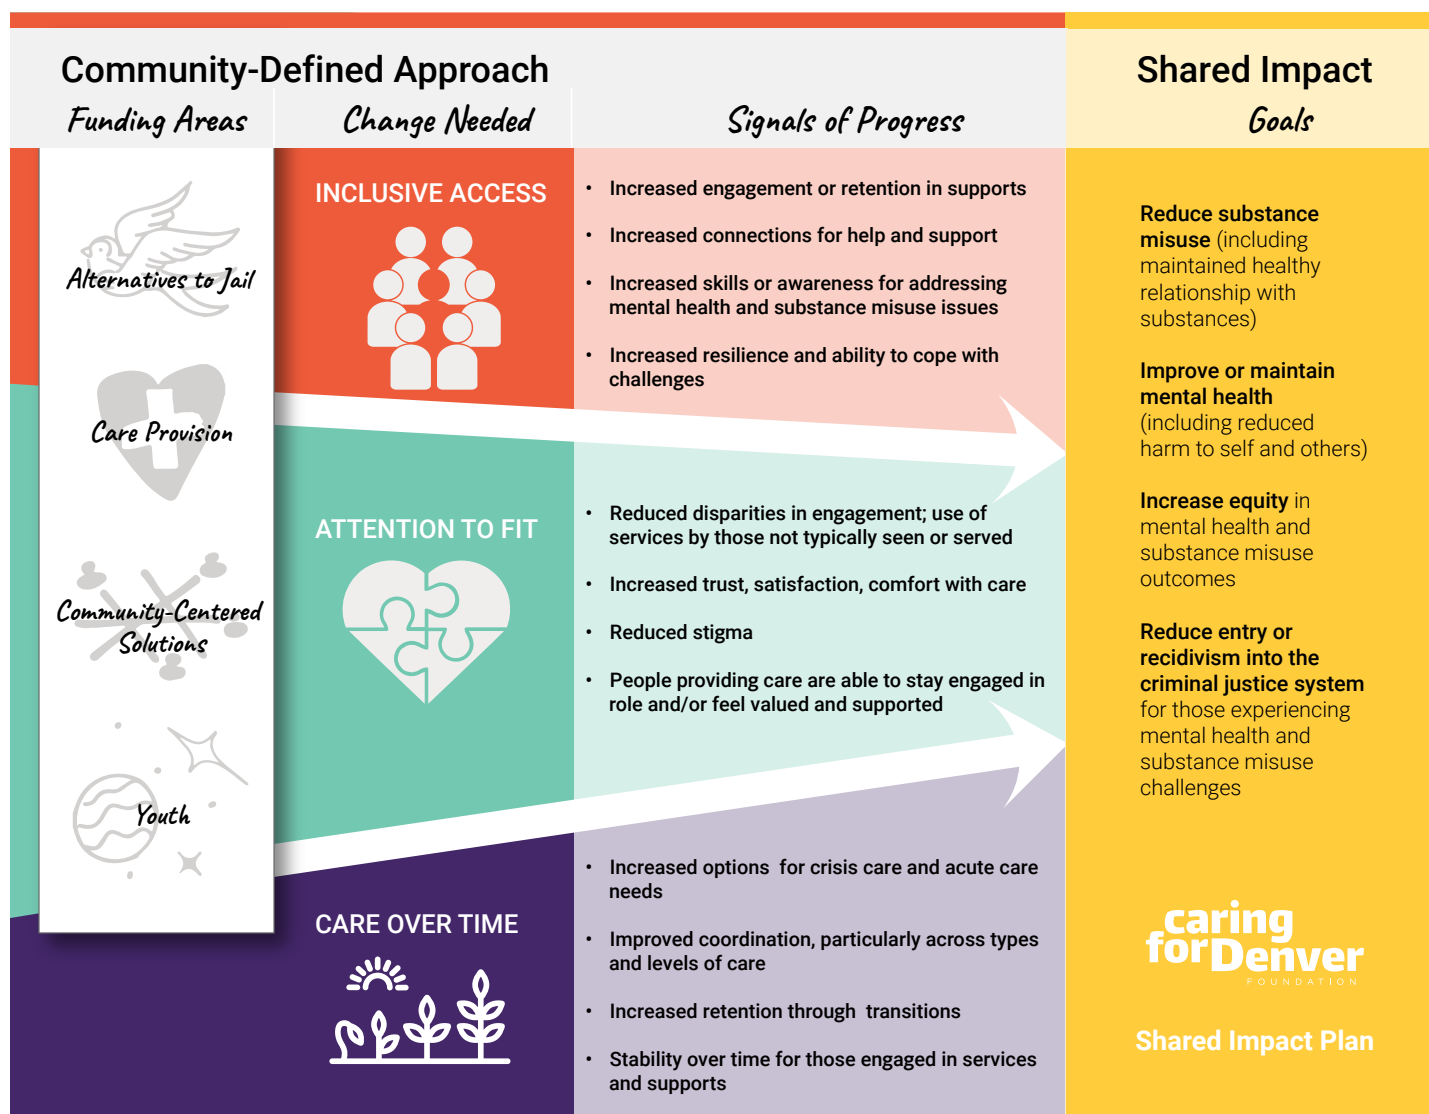 Community-Defined Approach
Shared Impact
Funding Areas
Change Needed
Signals of Progress
Goals
Alternatives to Jail
Care Provision
Community-Centered
Solutions
Youth
INCLUSIVE ACCESS
• Increased engagement or retention in supports
• Increased connections for help and support
• Increased skills or awareness for addressing
mental health and substance misuse issues
• Increased resilience and ability to cope with
challenges
ATTENTION TO FIT
• Reduced disparities in engagement; use of
services by those not typically seen or served
• Increased trust, satisfaction, comfort with care
• Reduced stigma
• People providing care are able to stay engaged in
role and/or feel valued and supported
CARE OVER TIME
• Increased options for crisis care and acute care
needs
• Improved coordination, particularly across types
and levels of care
• Increased retention through transitions
• Stability over time for those engaged in services
and supports
Reduce substance
misuse (including
maintained healthy
relationship with
substances)
Improve or maintain
mental health
(including reduced
harm to self and others)
Increase equity in
mental health and
substance misuse
outcomes
Reduce entry or
recidivism into the
criminal justice system
for those experiencing
mental health and
substance misuse
challenges
caring
for Denver
FOUNDATION
Shared Impact Plan